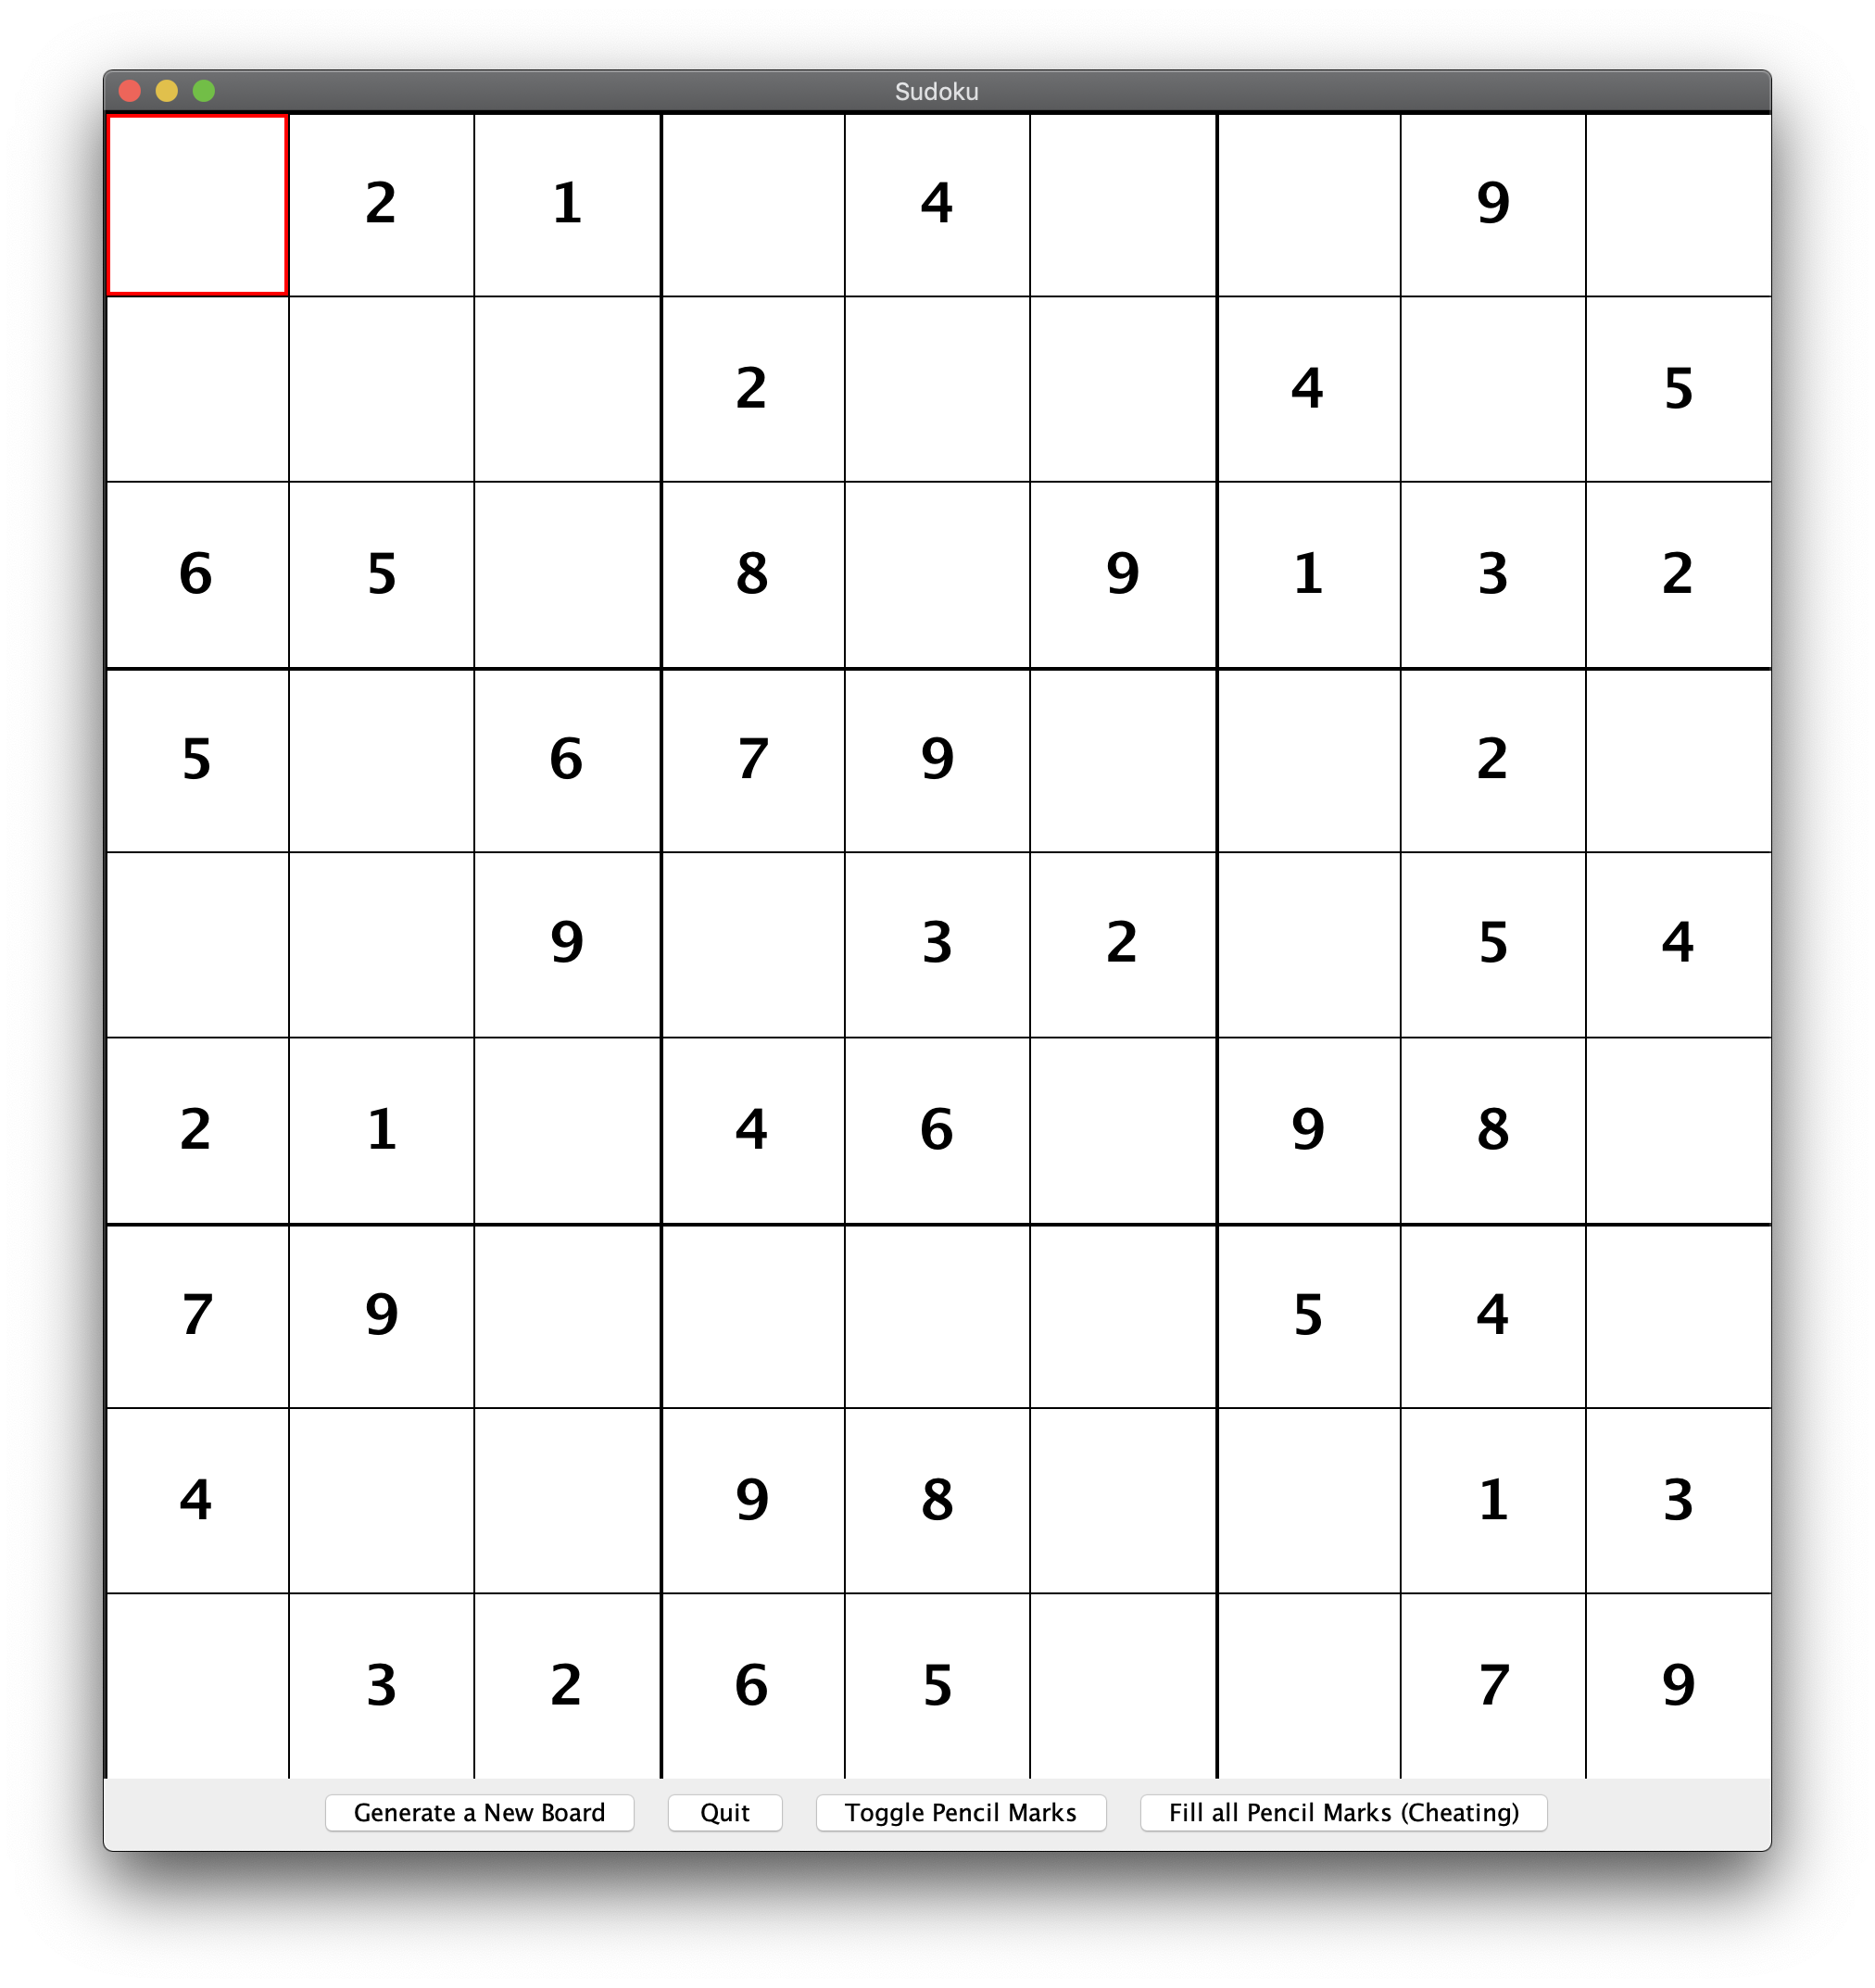 Sudoku
2 1 4 9
2 4 5
6 5 8 9 1 3 2
5 6 7 9 2
9 3 2 5 4
2 1 4 6 9 8
7 9 5 4
4 9 8 1 3
3 2 6 5 7 9
Generate a New Board Quit Toggle Pencil Marks Fill all Pencil Marks (Cheating)